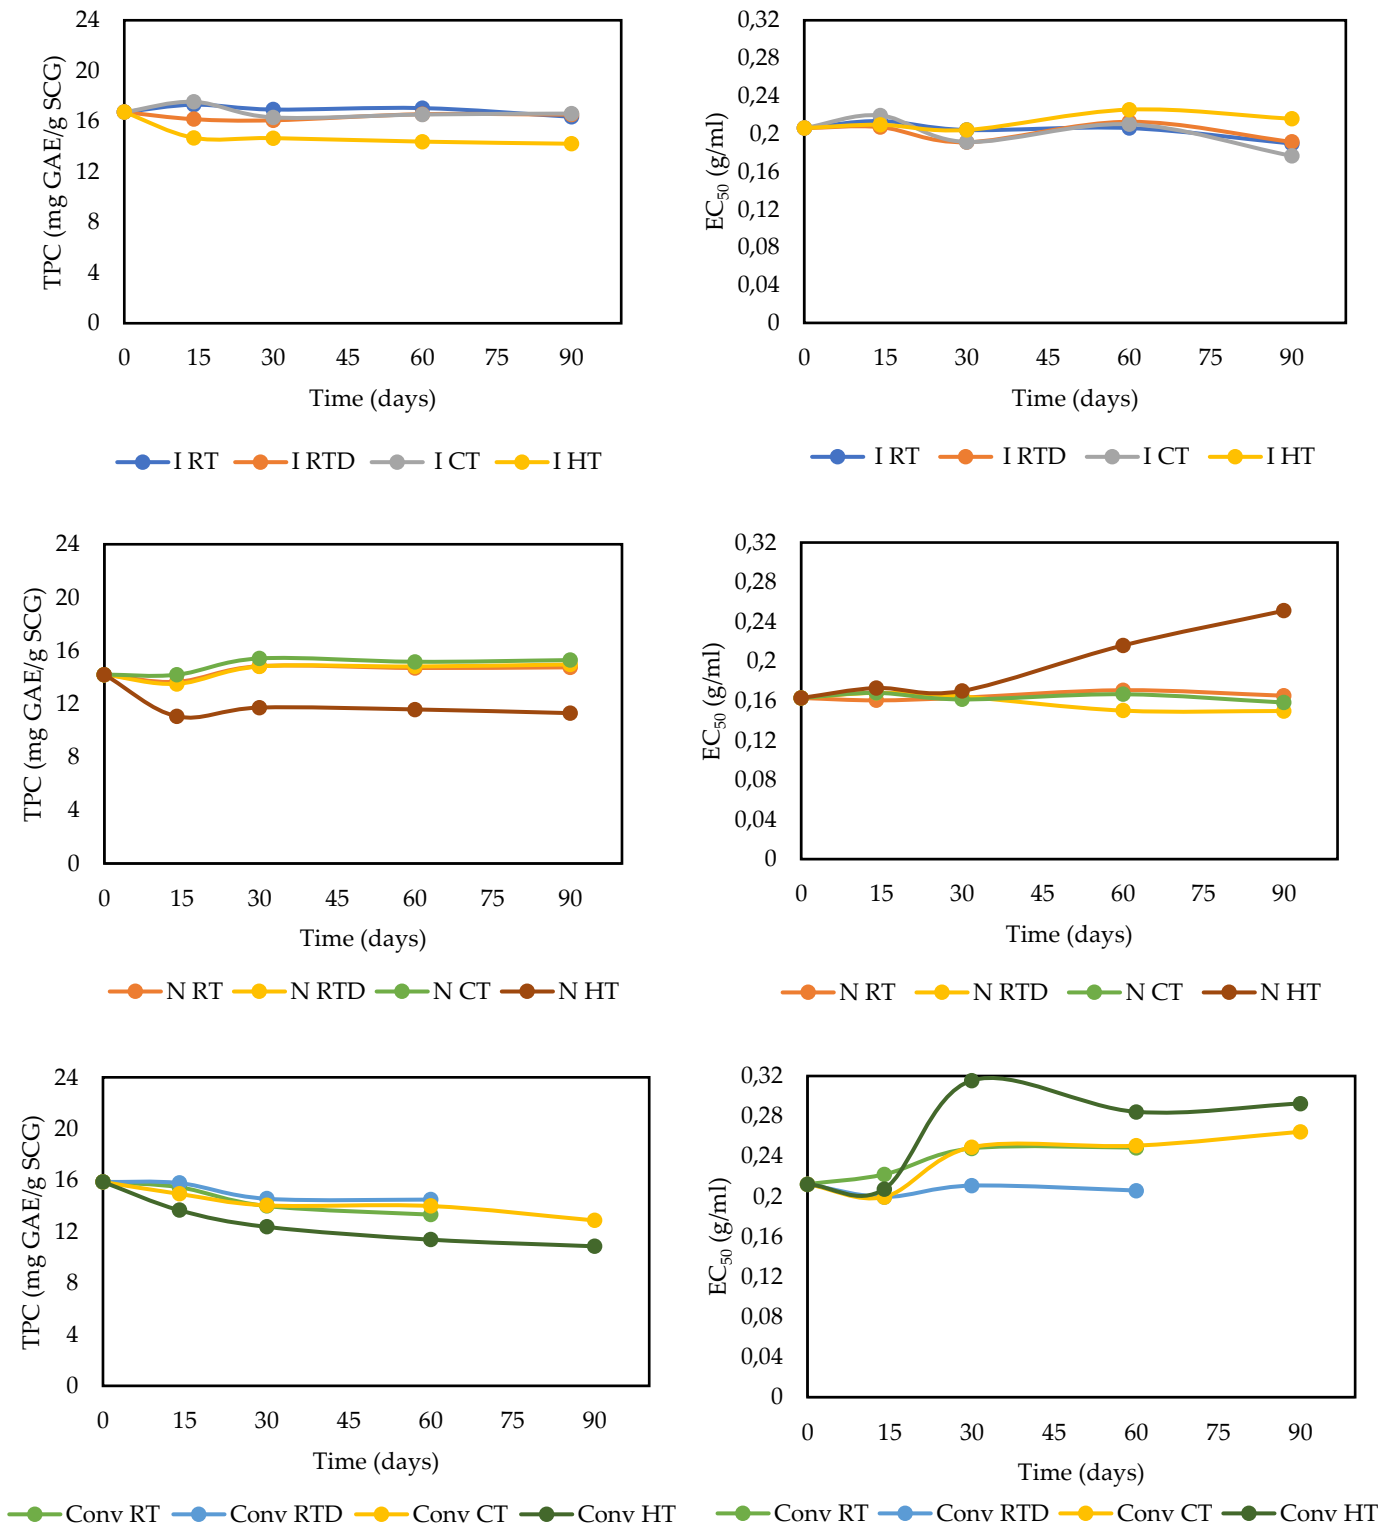 24
20
16
12
8
4
0
TPC (mg GAE/g SCG)
0 15 30 45 60 75 90
Time (days)
I RT I RTD I CT I HT
0,32
0,28
0,24
0,2
0,16
0,12
0,08
0,04
0
EC50 (g/ml)
0 15 30 45 60 75 90
Time (days)
I RT I RTD I CT I HT
24
20
16
12
8
4
0
TPC (mg GAE/g SCG)
0 15 30 45 60 75 90
Time (days)
N RT N RTD N CT N HT
0,32
0,28
0,24
0,2
0,16
0,12
0,08
0,04
0
EC50 (g/ml)
0 15 30 45 60 75 90
Time (days)
N RT N RTD N CT N HT
24
20
16
12
8
4
0
TPC (mg GAE/g SCG)
0 15 30 45 60 75 90
Time (days)
Conv RT Conv RTD Conv CT Conv HT
0,32
0,28
0,24
0,2
0,16
0,12
0,08
0,04
0
EC50 (g/ml)
0 15 30 45 60 75 90
Time (days)
Conv RT Conv RTD Conv CT Conv HT